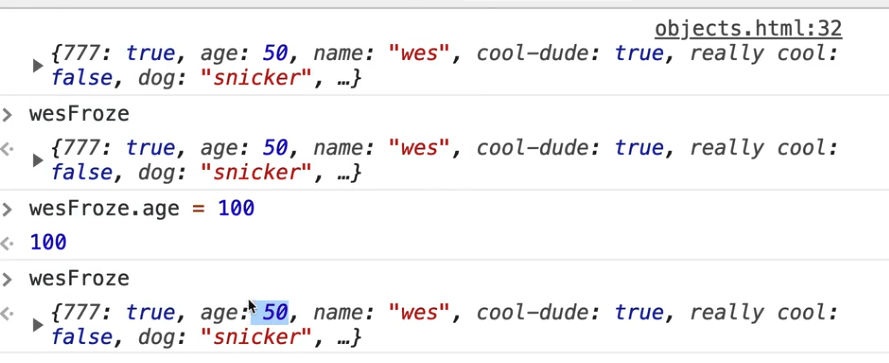 objects.html:32
▶ {777: true, age: 50, name: "wes", cool-dude: true, really cool:
false, dog: "snicker", …}
> wesFroze
<· ▶ {777: true, age: 50, name: "wes", cool-dude: true, really cool:
false, dog: "snicker", …}
> wesFroze.age = 100
<· 100
> wesFroze
<· ▶ {777: true, age: 50, name: "wes", cool-dude: true, really cool:
false, dog: "snicker", …}